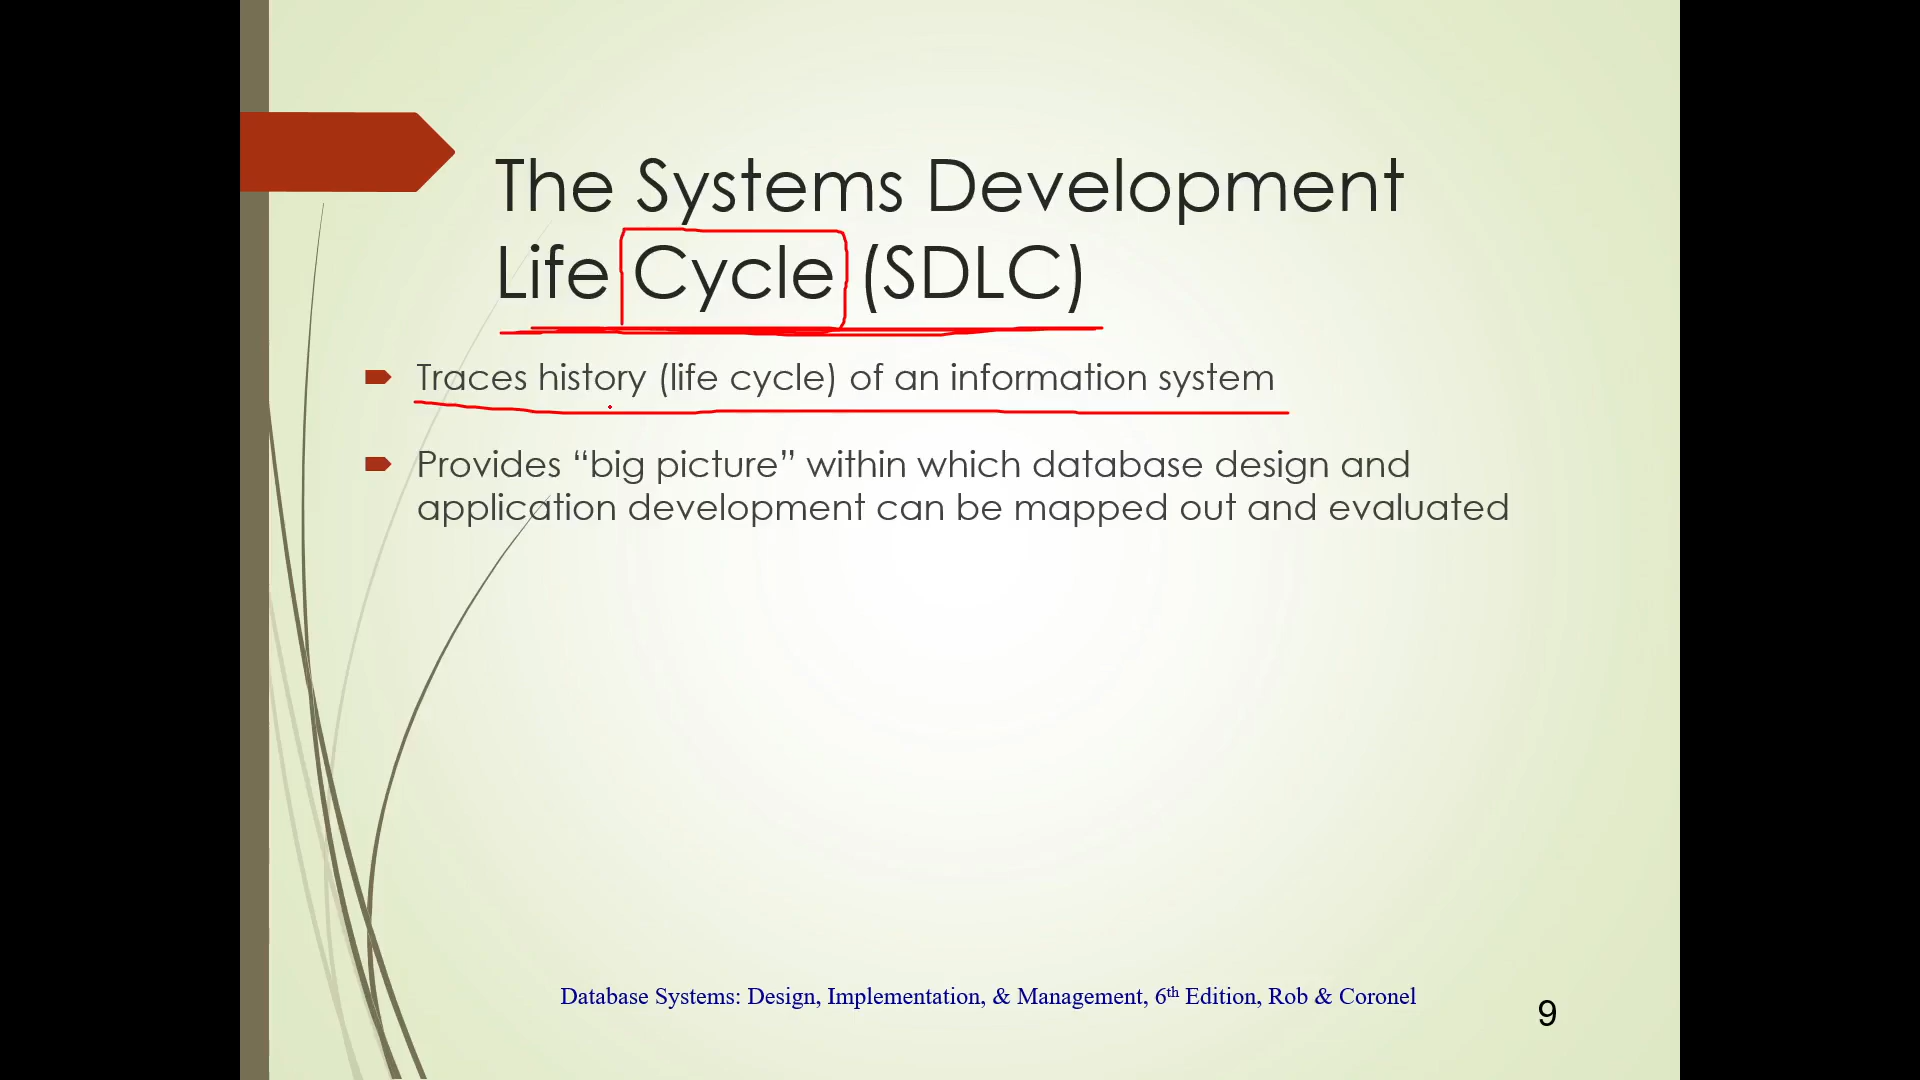 The Systems Development
Life Cycle (SDLC)
Traces history (life cycle) of an information system
Provides “big picture” within which database design and
application development can be mapped out and evaluated
Database Systems: Design, Implementation, & Management, 6th Edition, Rob & Coronel
9